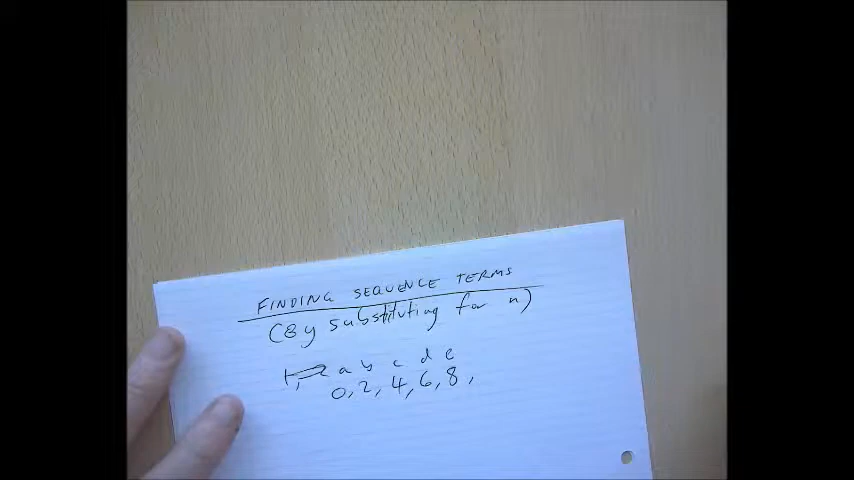 FINDING SEQUENCE TERMS
(By substituting for n)
a b c d e
0, 2, 4, 6, 8,